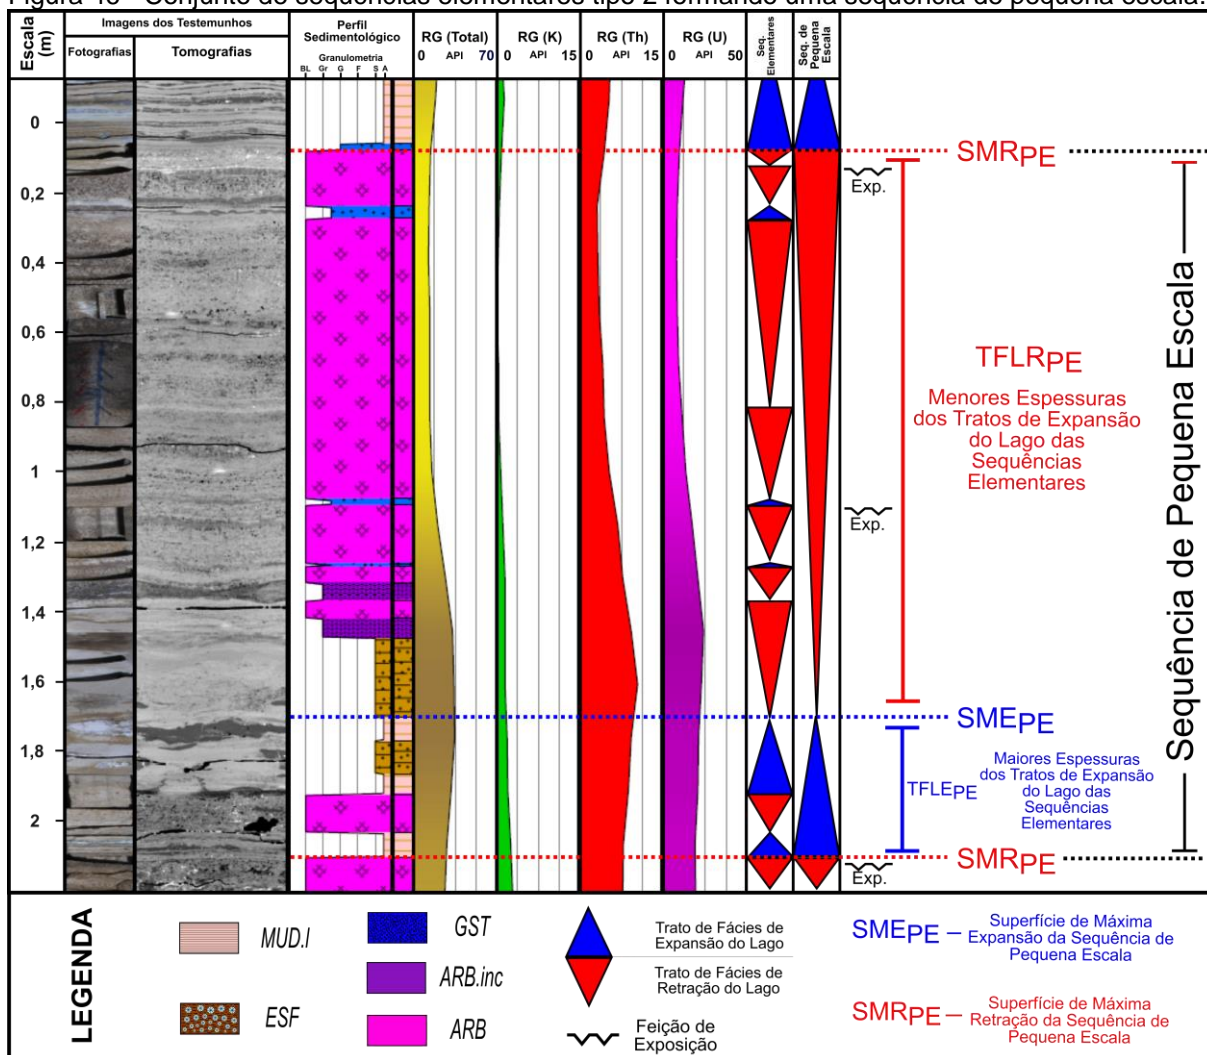 Figura 40 - Conjunto de sequências elementares tipo 2 formando uma sequência de pequena escala.
Escala (m)
Imagens dos Testemunhos
Fotografias
Tomografias
Perfil
Sedimentológico
Granulometria
BL Gr G F S A
RG (Total)
0 API 70
RG (K)
0 API 15
RG (Th)
0 API 15
RG (U)
0 API 50
Seq.
Elementares
Seq. de
Pequena
Escala
0
0,2
0,4
0,6
0,8
1
1,2
1,4
1,6
1,8
2
SMRPE
Exp.
TFLRPE
Menores Espessuras
dos Tratos de Expansão
do Lago das
Sequências
Elementares
Exp.
SMEPE
TFLEPE
Maiores Espessuras
dos Tratos de Expansão
do Lago das
Sequências
Elementares
SMRPE
Exp.
Sequência de Pequena Escala
LEGENDA
MUD.I
ESF
GST
ARB.inc
ARB
Trato de Fácies de
Expansão do Lago
Trato de Fácies de
Retração do Lago
Feição de
Exposição
SMEPE – Superfície de Máxima
Expansão da Sequência de
Pequena Escala
SMRPE – Superfície de Máxima
Retração da Sequência de
Pequena Escala